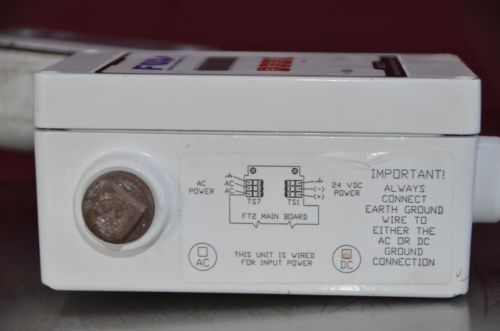 AC
POWER
AC
AC
TS7
TS1
(-)
(+)
24 VDC
POWER
FT2 MAIN BOARD
AC
THIS UNIT IS WIRED
FOR INPUT POWER
DC
IMPORTANT!
ALWAYS
CONNECT
EARTH GROUND
WIRE TO
EITHER THE
AC OR DC
GROUND
CONNECTION